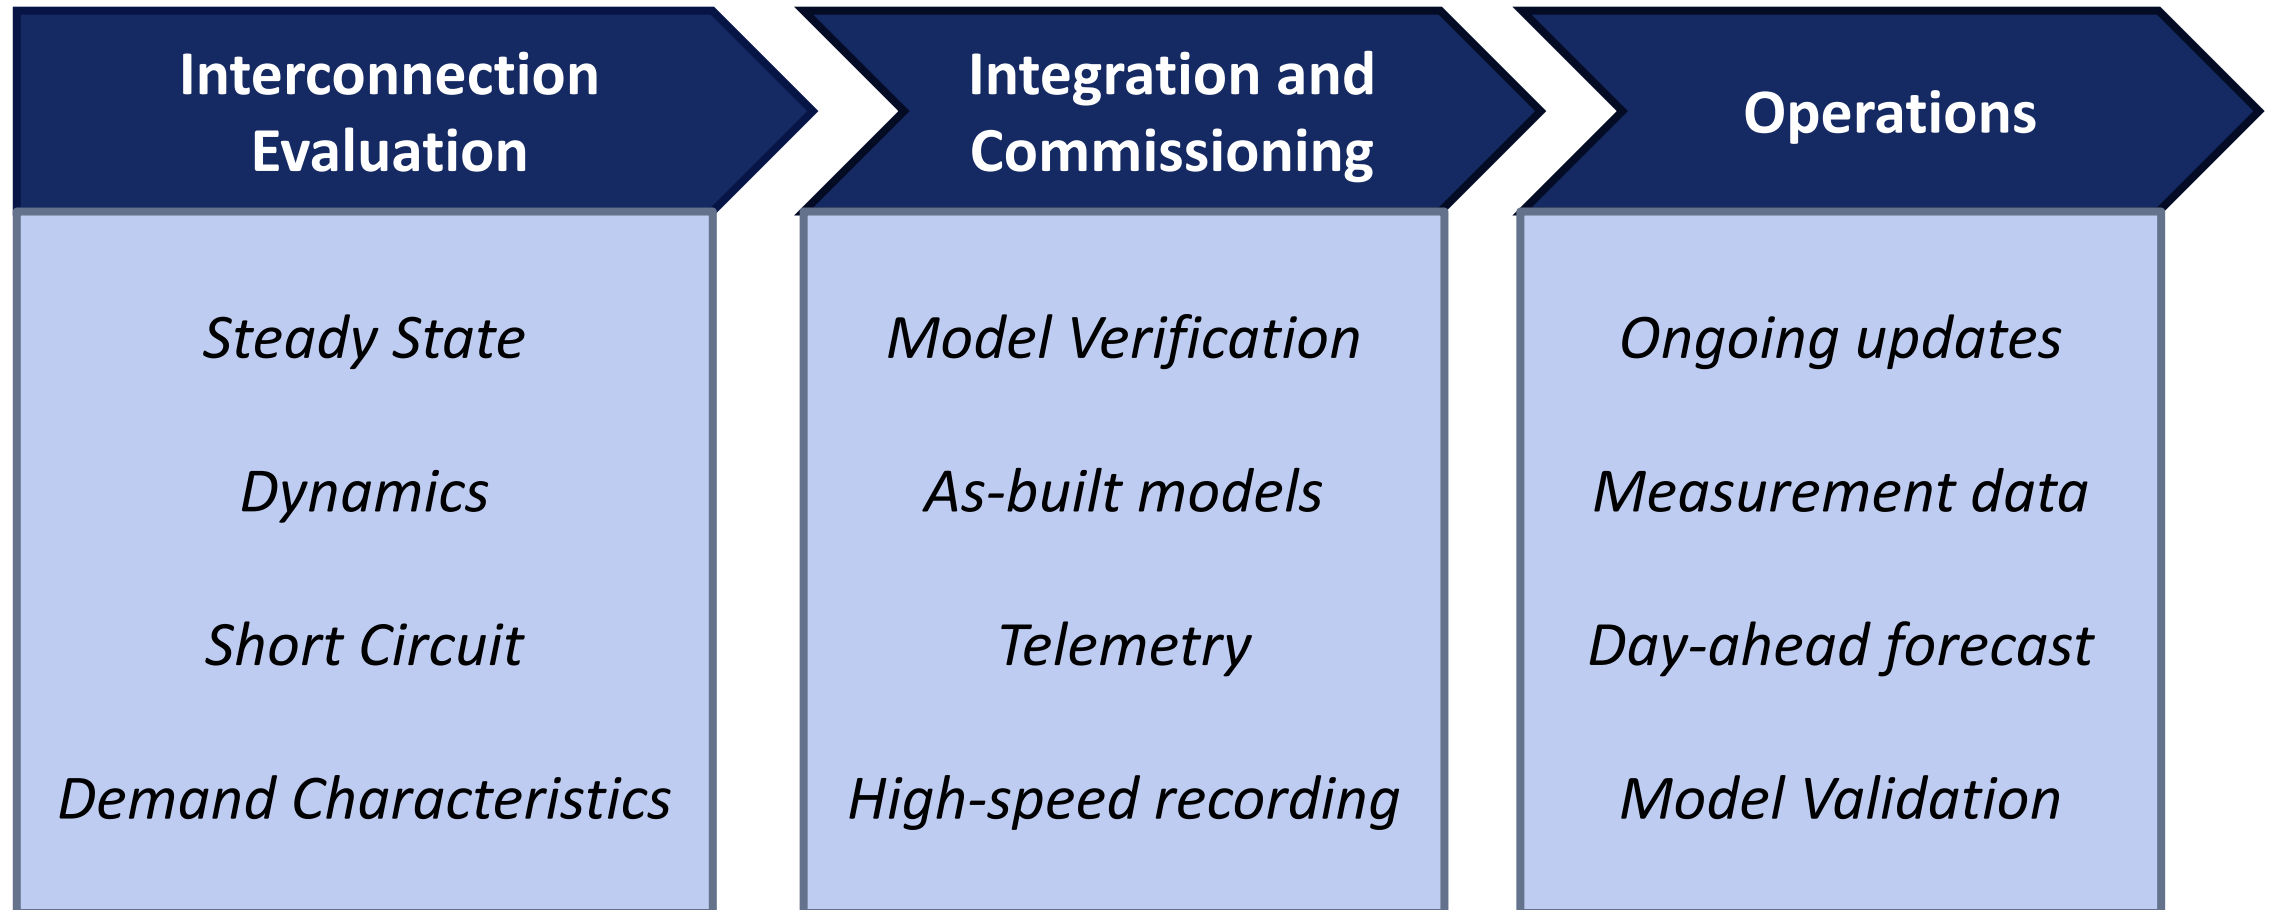 Interconnection
Evaluation
Steady State
Dynamics
Short Circuit
Demand Characteristics
Integration and
Commissioning
Model Verification
As-built models
Telemetry
High-speed recording
Operations
Ongoing updates
Measurement data
Day-ahead forecast
Model Validation